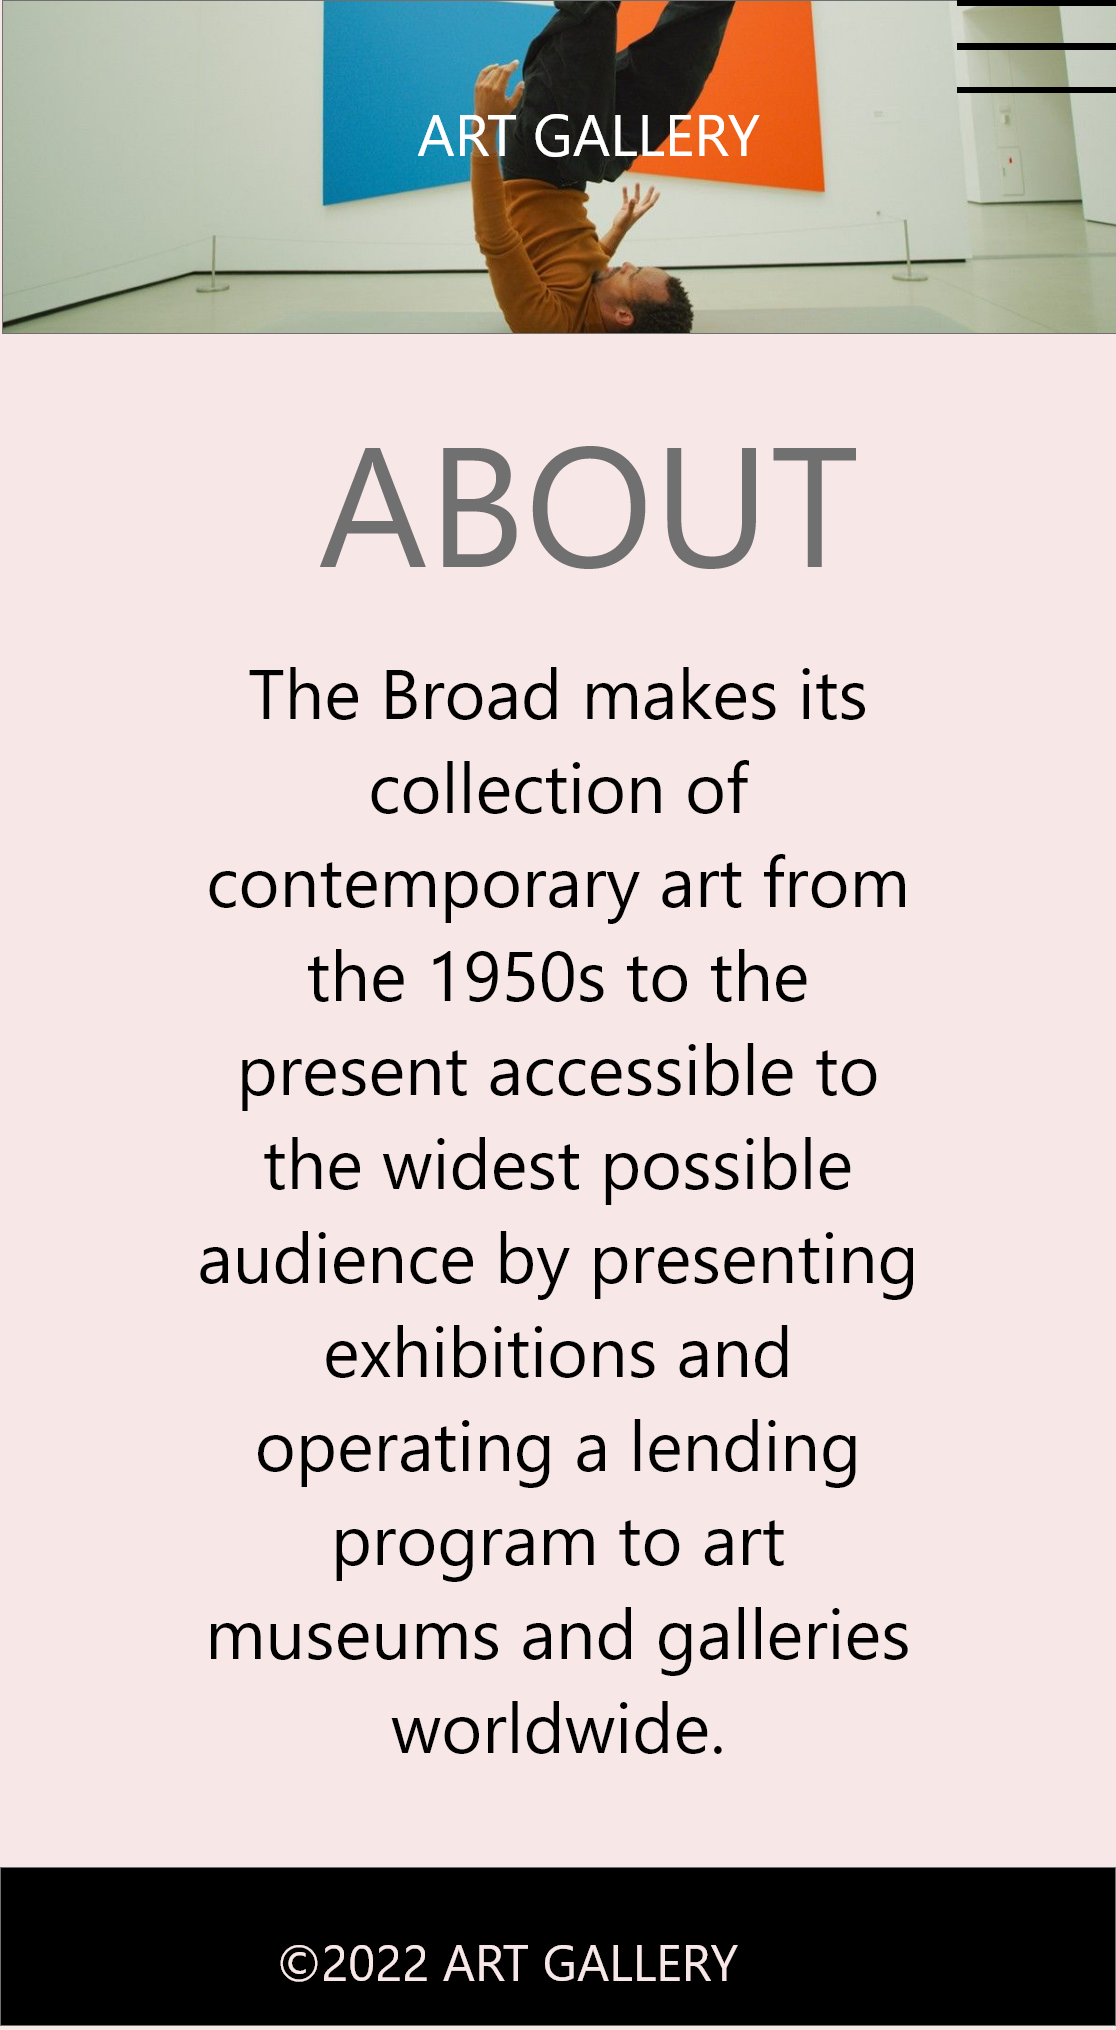 ART GALLERY
ABOUT
The Broad makes its
collection of
contemporary art from
the 1950s to the
present accessible to
the widest possible
audience by presenting
exhibitions and
operating a lending
program to art
museums and galleries
worldwide.
©2022 ART GALLERY